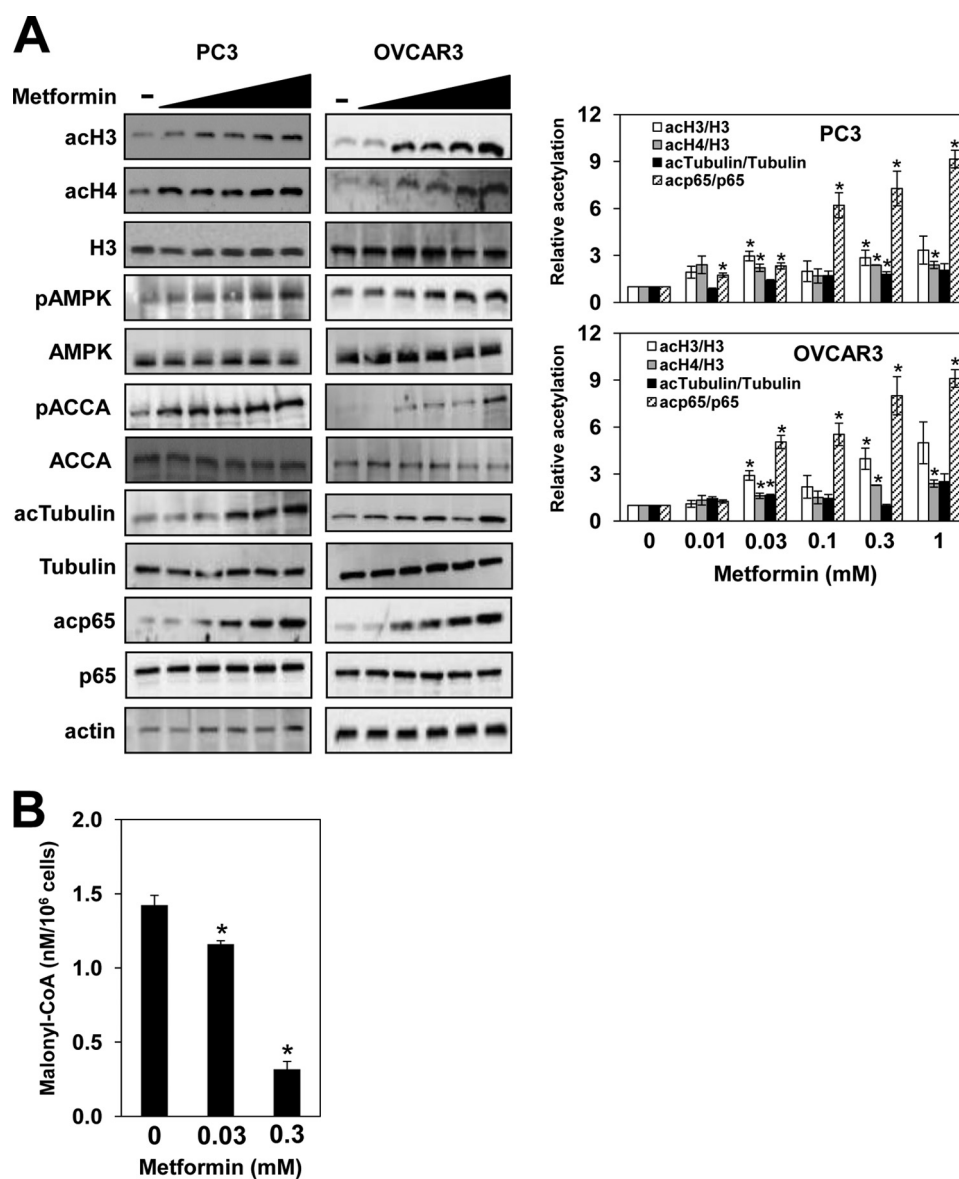 A
PC3
OVCAR3
Metformin
–
–
acH3
acH4
H3
pAMPK
AMPK
pACCA
ACCA
acTubulin
Tubulin
acp65
p65
actin
Relative acetylation
12
9
6
3
0
acH3/H3
acH4/H3
acTubulin/Tubulin
acp65/p65
PC3
* * * * * * * * * * *
Relative acetylation
12
9
6
3
0
acH3/H3
acH4/H3
acTubulin/Tubulin
acp65/p65
OVCAR3
* * * * * * * * * *
0 0.01 0.03 0.1 0.3 1
Metformin (mM)
B
Malonyl-CoA (nM/10⁶ cells)
2.0
1.5
1.0
0.5
0.0
*
*
0 0.03 0.3
Metformin (mM)